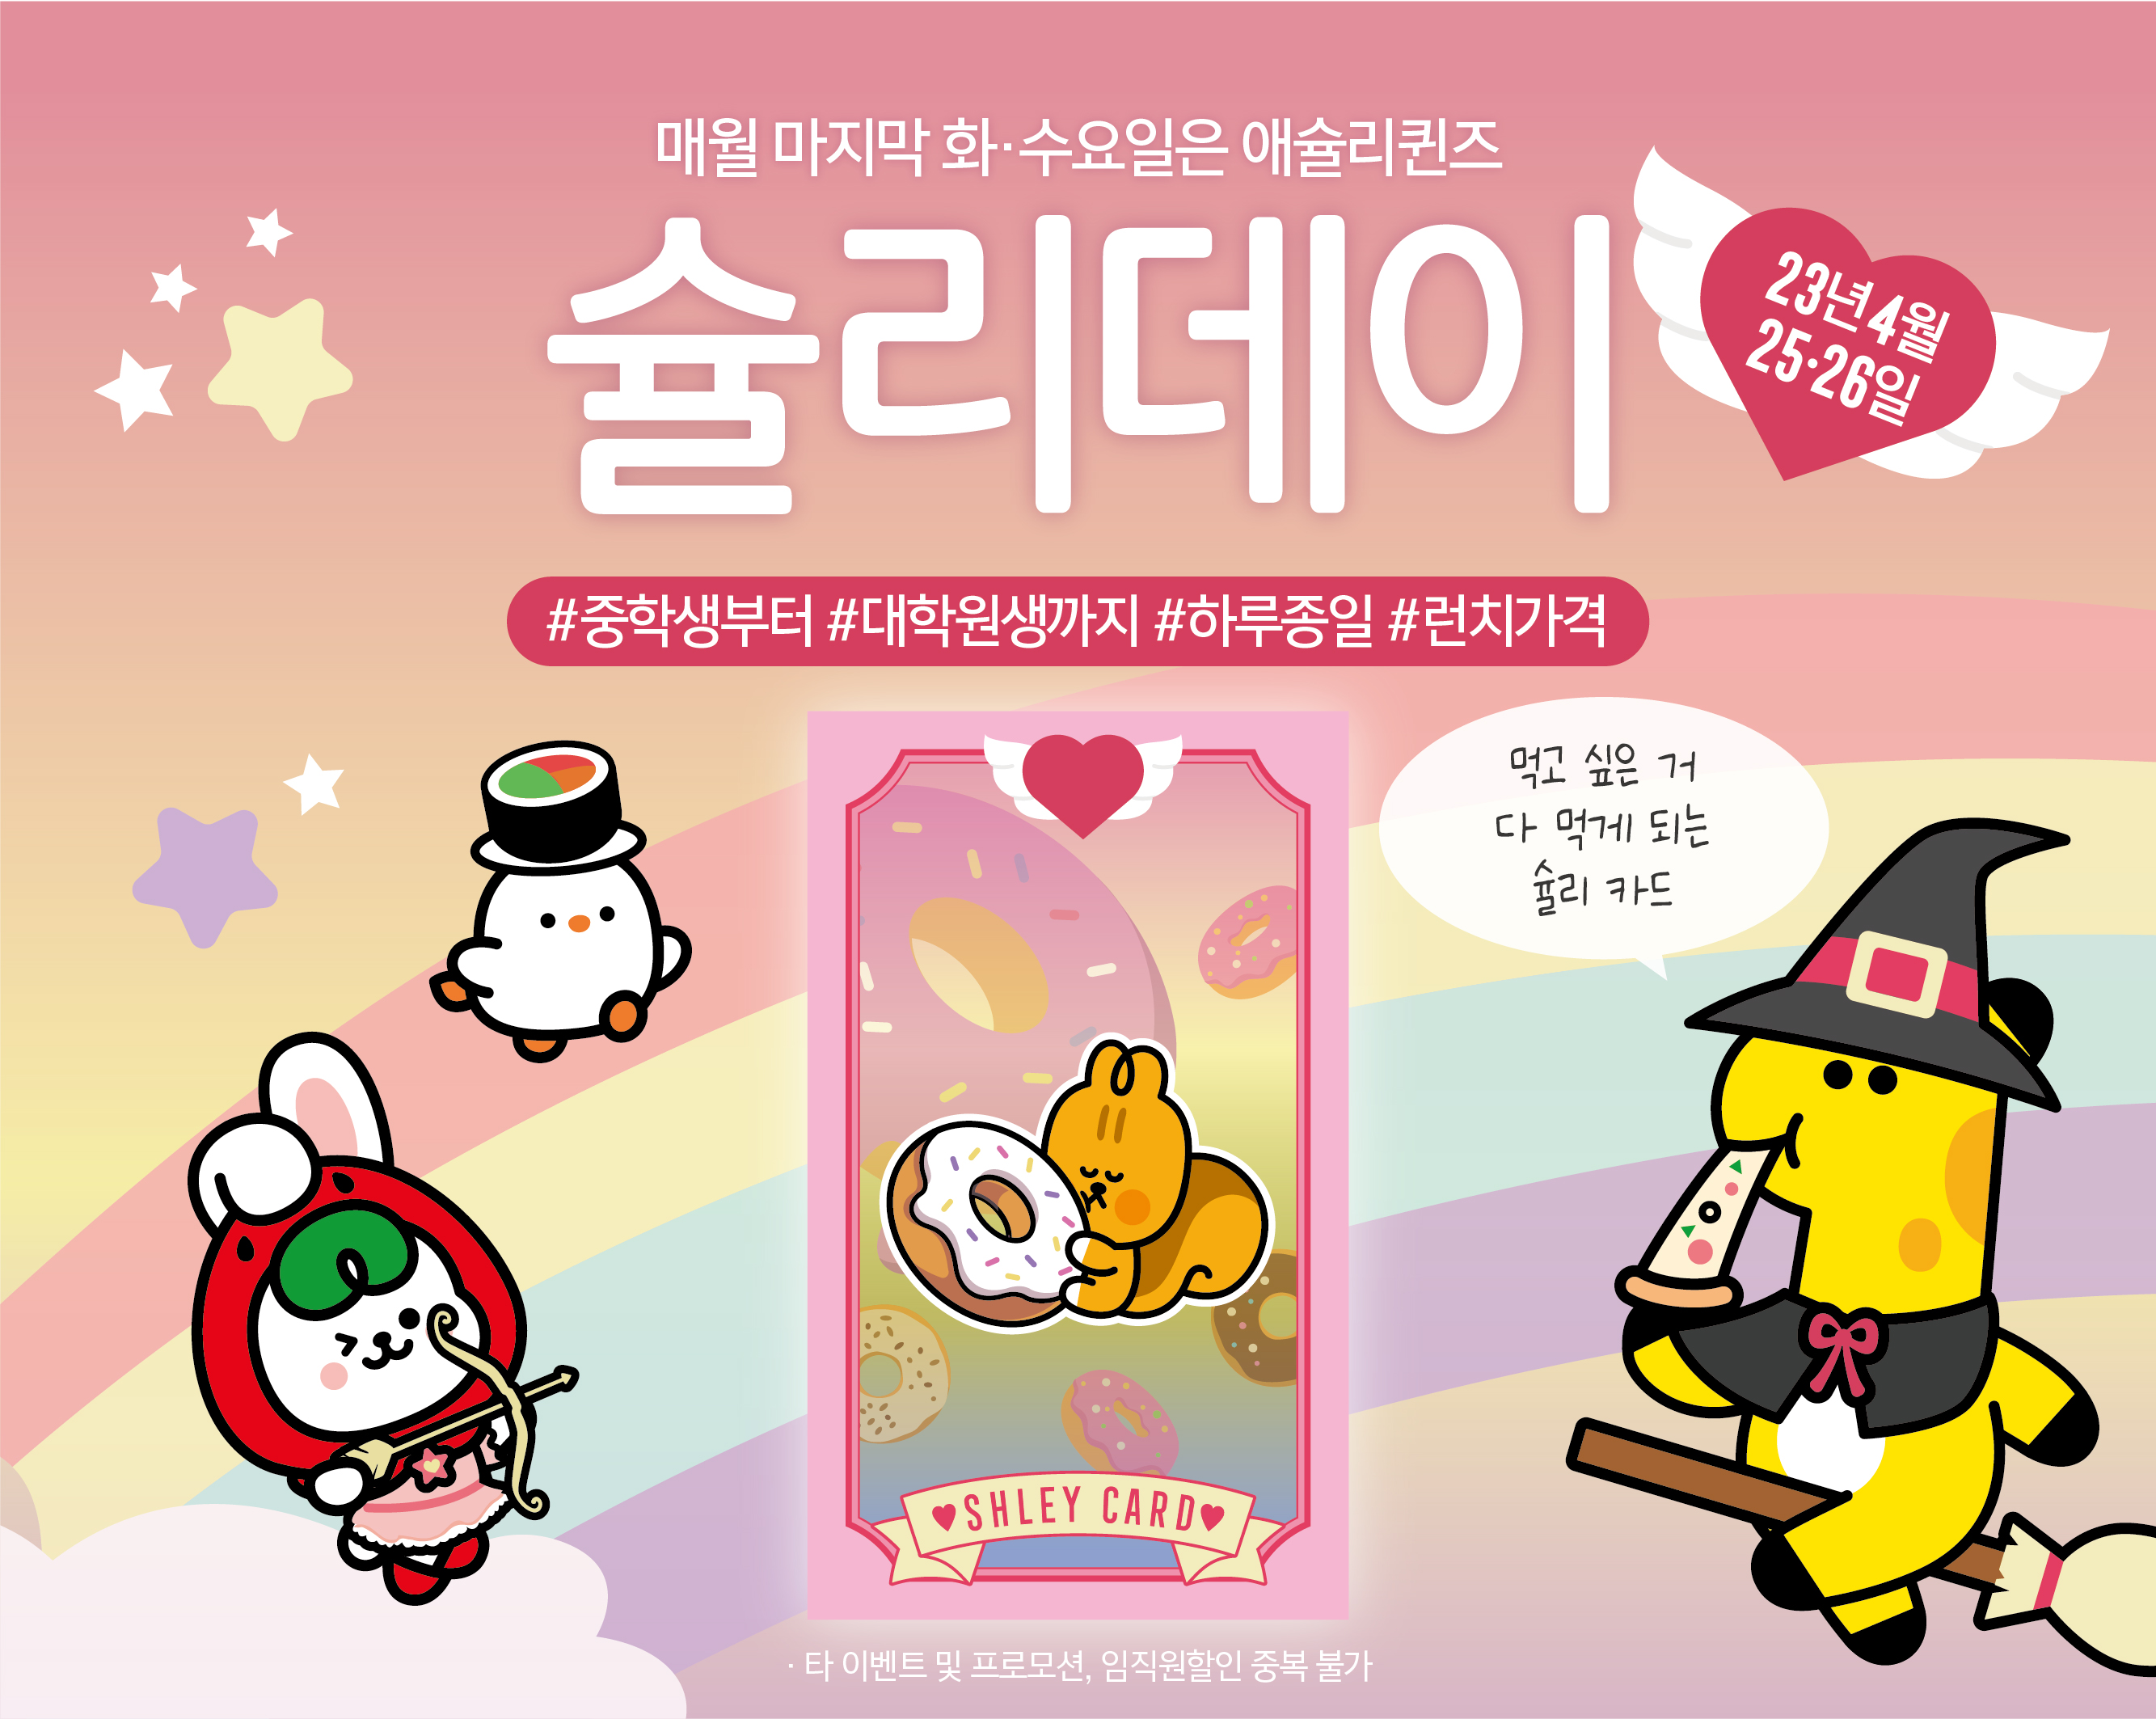 매월 마지막 화·수요일은 애슐리퀸즈
슐리데이
23년 4월
25·26일
#중학생부터 #대학원생까지 #하루종일 #런치가격
먹고 싶은 거
다 먹게 되는
슐리 카드
SHLEY CARD
· 타 이벤트 및 프로모션, 임직원할인 중복 불가